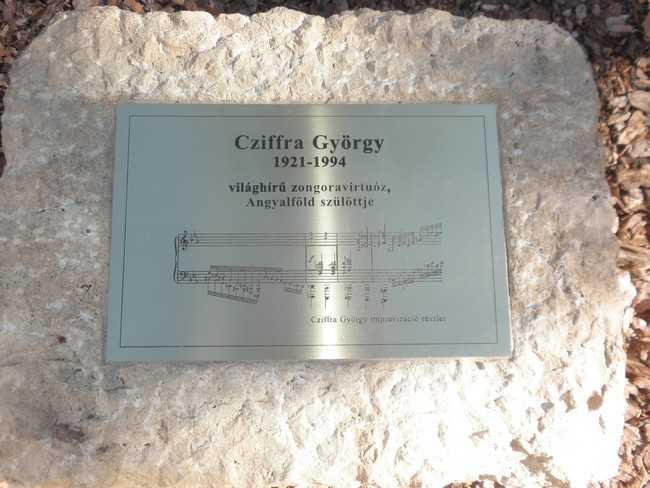 Cziffra György
1921-1994
világhírű zongoravirtuóz,
Angyalföld szülöttje
Cziffra György improvizáció részlet